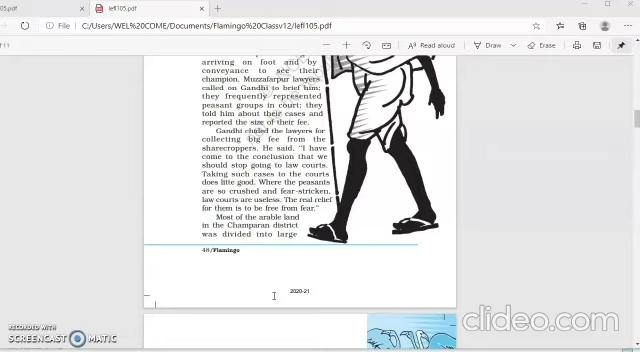 05.pdf
lefl105.pdf
File | C:/Users/WEL%20COME/Documents/Flamingo%20Classv12/lefl105.pdf
of 11
Read aloud
Draw
Erase
arriving on foot and by
conveyance to see their
champion. Muzzafarpur lawyers
called on Gandhi to brief him;
they frequently represented
peasant groups in court; they
told him about their cases and
reported the size of their fee.
Gandhi chided the lawyers for
collecting big fee from the
sharecroppers. He said, "I have
come to the conclusion that we
should stop going to law courts.
Taking such cases to the courts
does litte good. Where the peasants
are so crushed and fear-stricken,
law courts are useless. The real relief
for them is to be free from fear."
Most of the arable land
in the Champaran district
was divided into large
48/Flamingo
2020-21
RECORDED WITH
SCREENCAST MATIC
clideo.com